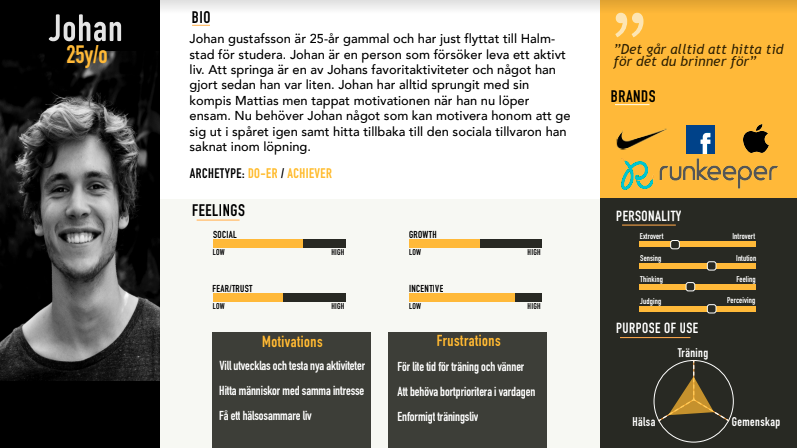 Johan
25y/o
BIO
Johan gustafsson är 25-år gammal och har just flyttat till Halm-
stad för studera. Johan är en person som försöker leva ett aktivt
liv. Att springa är en av Johans favoritaktiviteter och något han
gjort sedan han var liten. Johan har alltid sprungit med sin
kompis Mattias men tappat motivationen när han nu löper
ensam. Nu behöver Johan något som kan motivera honom att ge
sig ut i spåret igen samt hitta tillbaka till den sociala tillvaron han
saknat inom löpning.
ARCHETYPE: DO-ER / ACHIEVER
FEELINGS
SOCIAL
LOW HIGH
GROWTH
LOW HIGH
FEAR/TRUST
LOW HIGH
INCENTIVE
LOW HIGH
Motivations
Vill utvecklas och testa nya aktiviteter
Hitta människor med samma intresse
Få ett hälsosammare liv
Frustrations
För lite tid för träning och vänner
Att behöva bortprioritera i vardagen
Enformigt träningsliv
”Det går alltid att hitta tid
för det du brinner för”
BRANDS
f
runkeeper
PERSONALITY
Extrovert Introvert
Sensing Intution
Thinking Feeling
Judging Perceiving
PURPOSE OF USE
Träning
Hälsa Gemenskap